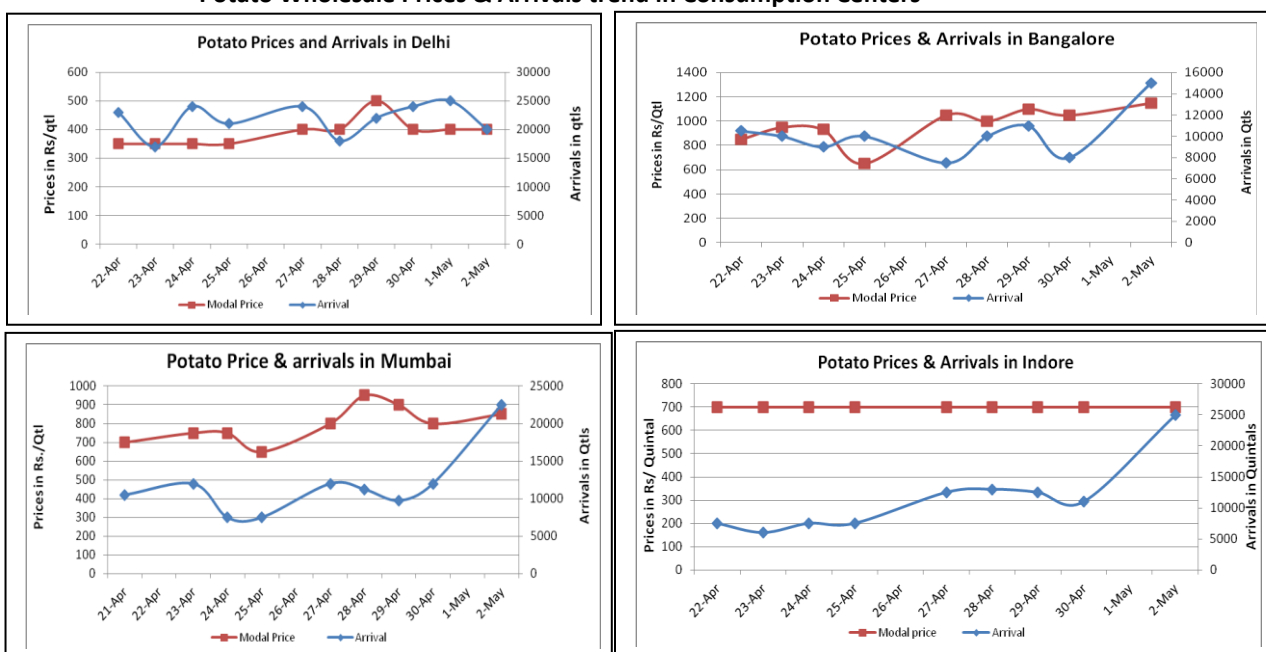 Potato Wholesale Prices & Arrivals trend in Consumption Centers
Potato Prices and Arrivals in Delhi
Prices in Rs/qtl
600
500
400
300
200
100
0
30000
25000
20000
15000
10000
5000
0
Arrivals in qtls
22-Apr
23-Apr
24-Apr
25-Apr
26-Apr
27-Apr
28-Apr
29-Apr
30-Apr
1-May
2-May
Modal Price
Arrival
Potato Prices & Arrivals in Bangalore
Prices in Rs/Qtl
1400
1200
1000
800
600
400
200
0
16000
14000
12000
10000
8000
6000
4000
2000
0
Arrivals in Qtls
22-Apr
23-Apr
24-Apr
25-Apr
26-Apr
27-Apr
28-Apr
29-Apr
30-Apr
1-May
2-May
Modal Price
Arrival
Potato Price & arrivals in Mumbai
Prices in Rs./Qtl
1000
900
800
700
600
500
400
300
200
100
0
25000
20000
15000
10000
5000
0
Arrivals in Qtls
21-Apr
22-Apr
23-Apr
24-Apr
25-Apr
26-Apr
27-Apr
28-Apr
29-Apr
30-Apr
1-May
2-May
Modal Price
Arrival
Potato Prices & Arrivals in Indore
Prices in Rs/ Quintal
800
700
600
500
400
300
200
100
0
30000
25000
20000
15000
10000
5000
0
Arrivals in Quintals
22-Apr
23-Apr
24-Apr
25-Apr
26-Apr
27-Apr
28-Apr
29-Apr
30-Apr
1-May
2-May
Modal price
Arrival